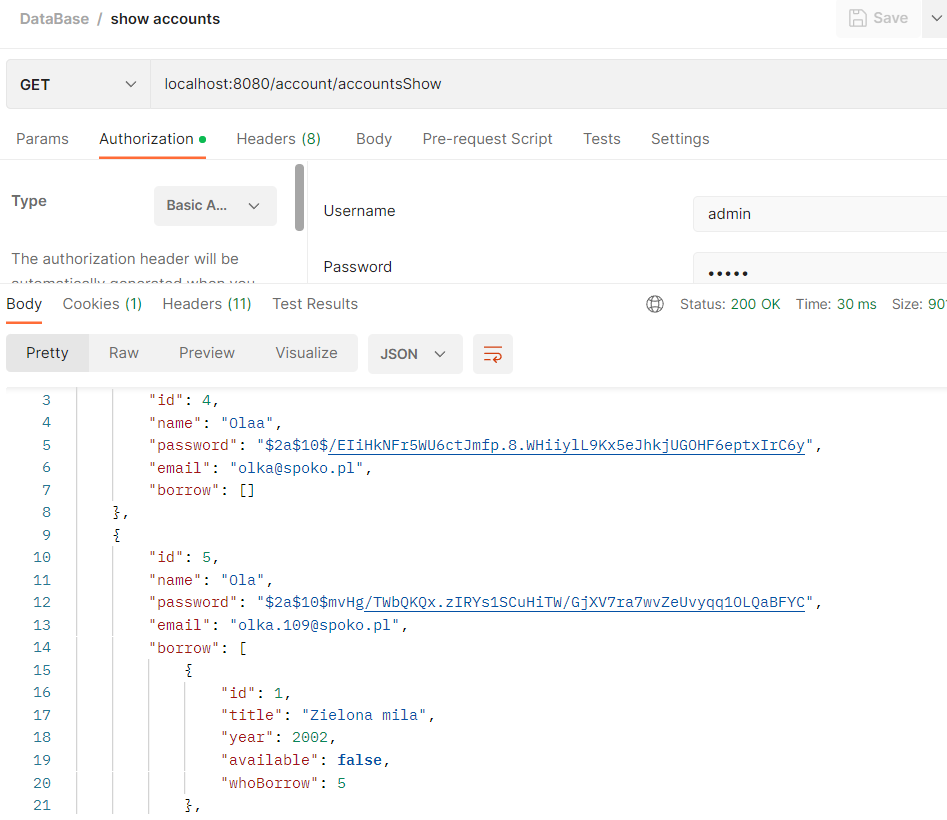 DataBase / show accounts
Save
GET
localhost:8080/account/accountsShow
Params Authorization Headers (8) Body Pre-request Script Tests Settings
Type
Basic A...
Username
admin
The authorization header will be
automatically generated when you
Password
•••••
Body Cookies (1) Headers (11) Test Results
Status: 200 OK Time: 30 ms Size: 90
Pretty Raw Preview Visualize JSON
3 "id": 4,
4 "name": "Olaa",
5 "password": "$2a$10$/EIiHkNFr5WU6ctJmfp.8.WHiiylL9Kx5eJhkjUGOHF6eptxIrC6y",
6 "email": "olka@spoko.pl",
7 "borrow": []
8 },
9 {
10 "id": 5,
11 "name": "Ola",
12 "password": "$2a$10$mvHg/TWbQKQx.zIRYs1SCuHiTW/GjXV7ra7wvZeUvyqq1OLQaBFYC",
13 "email": "olka.109@spoko.pl",
14 "borrow": [
15 {
16 "id": 1,
17 "title": "Zielona mila",
18 "year": 2002,
19 "available": false,
20 "whoBorrow": 5
21 },